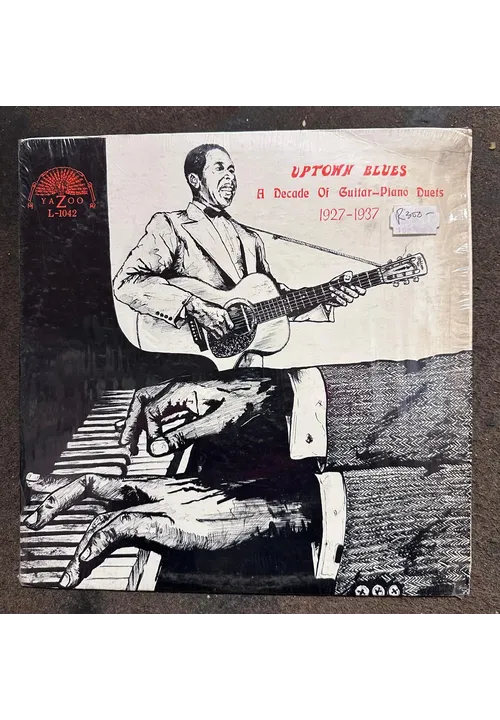 UPTOWN BLUES
A Decade Of Guitar-Piano Duets
1927-1937
R300-
YAZOO
L-1042